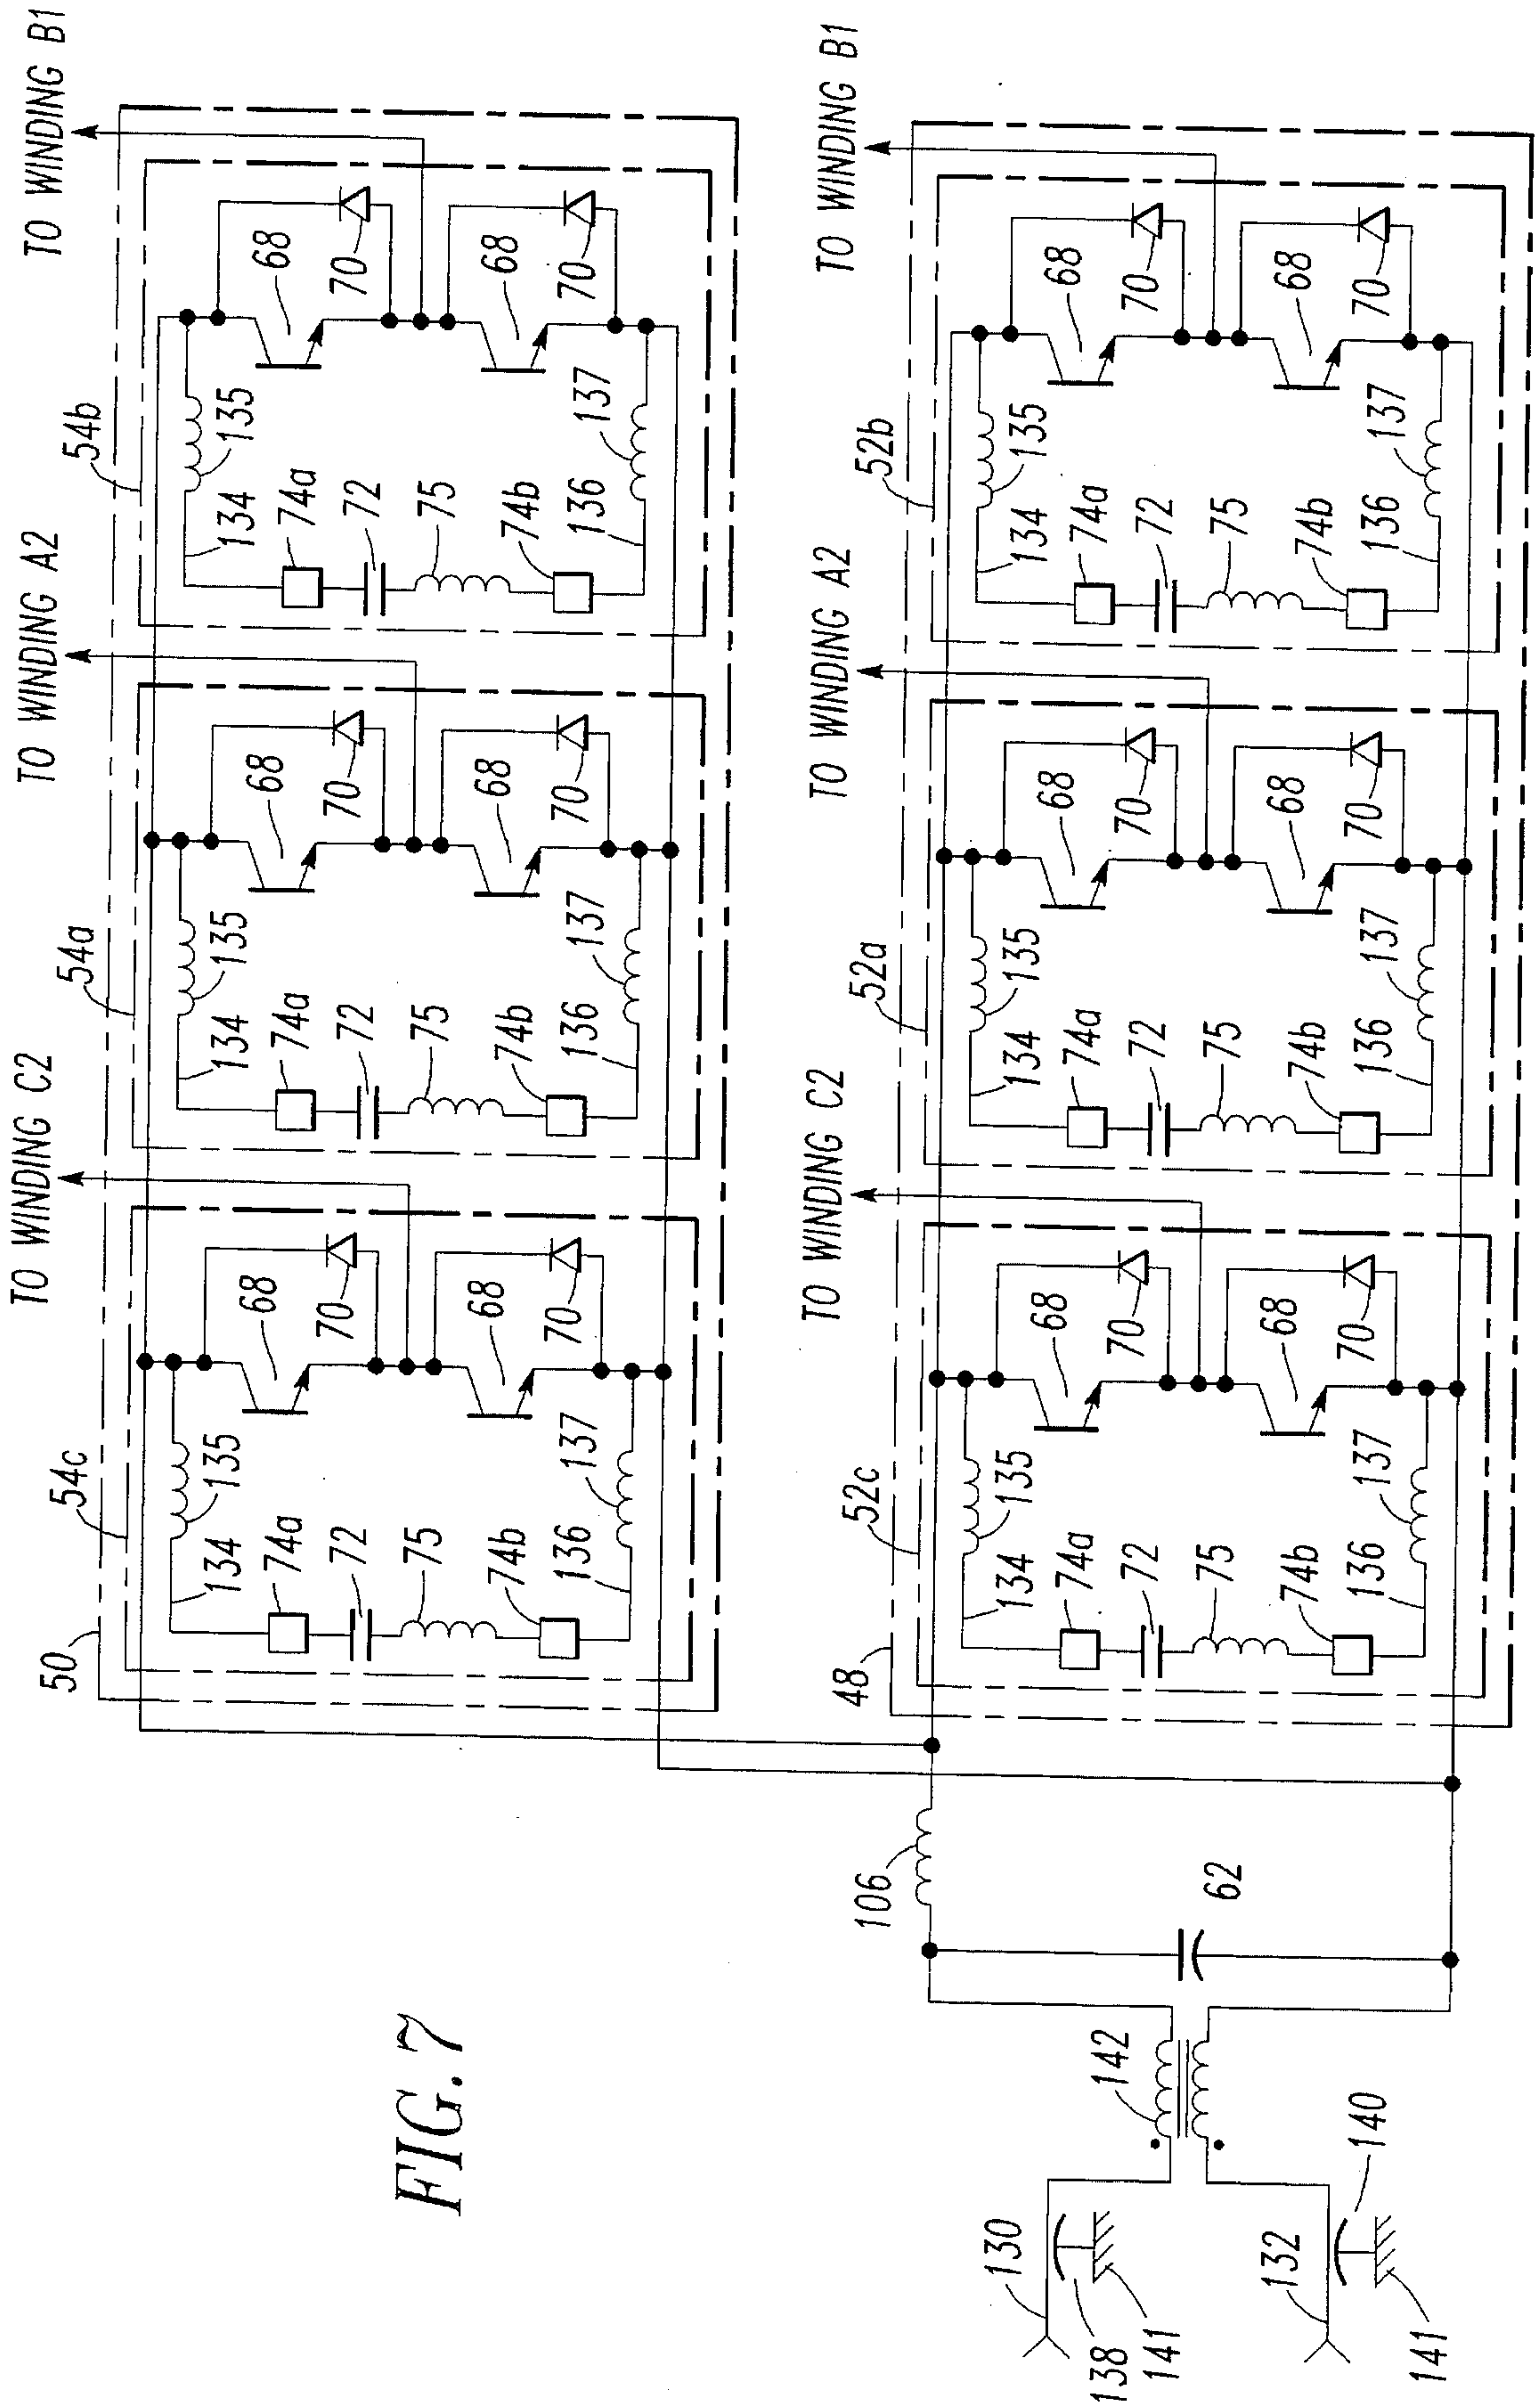 TO WINDING C2
TO WINDING A2
TO WINDING B1
50
54c
54a
54b
134
135
68
70
74a
72
75
68
70
74b
136
137
134
135
68
70
74a
72
75
68
70
74b
136
137
134
135
68
70
74a
72
75
68
70
74b
136
137
TO WINDING C2
TO WINDING A2
TO WINDING B1
48
52c
52a
52b
134
135
68
70
74a
72
75
68
70
74b
136
137
134
135
68
70
74a
72
75
68
70
74b
136
137
134
135
68
70
74a
72
75
68
70
74b
136
137
106
62
142
130
138
141
132
140
141
FIG. 7